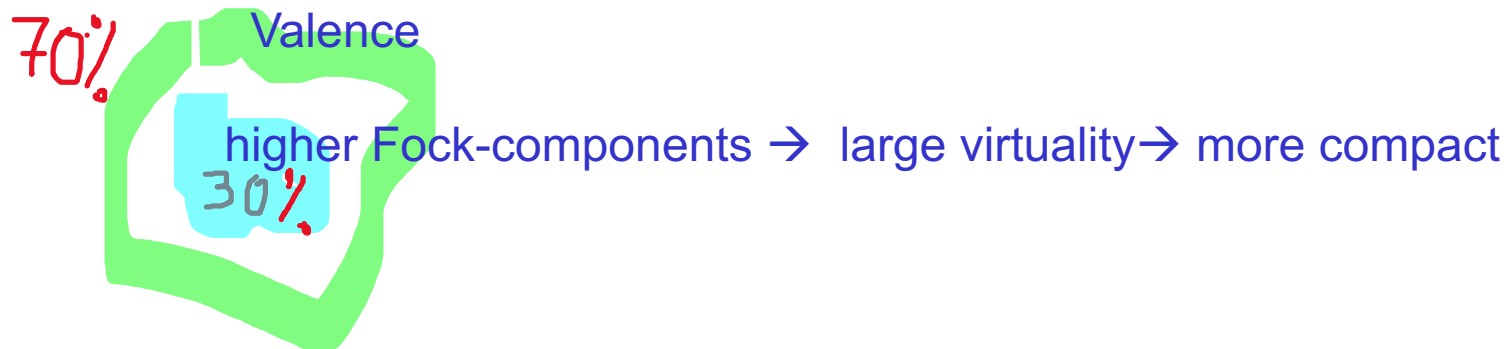 70%
Valence
higher Fock-components → large virtuality→ more compact
30%